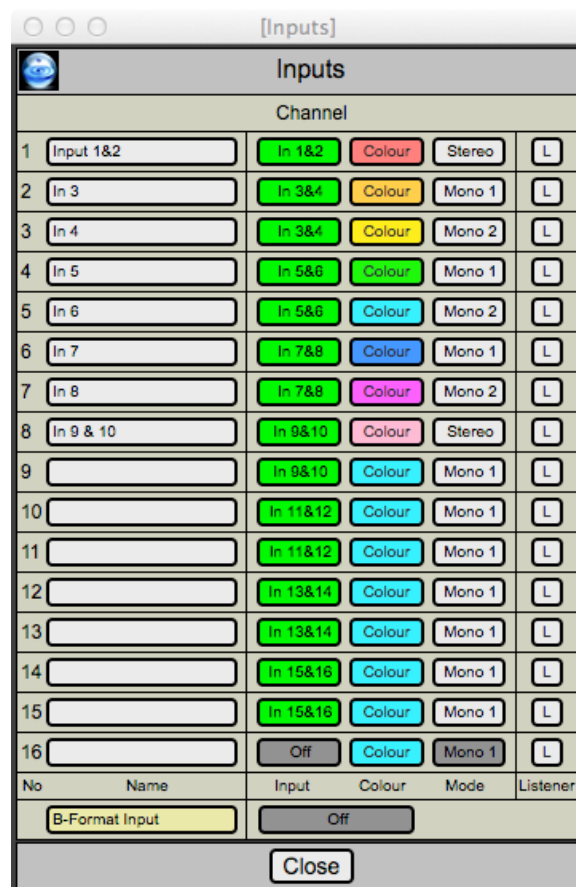 [Inputs]
Inputs
Channel
1 Input 1&2 In 1&2 Colour Stereo L
2 In 3 In 3&4 Colour Mono 1 L
3 In 4 In 3&4 Colour Mono 2 L
4 In 5 In 5&6 Colour Mono 1 L
5 In 6 In 5&6 Colour Mono 2 L
6 In 7 In 7&8 Colour Mono 1 L
7 In 8 In 7&8 Colour Mono 2 L
8 In 9 & 10 In 9&10 Colour Stereo L
9 In 9&10 Colour Mono 1 L
10 In 11&12 Colour Mono 1 L
11 In 11&12 Colour Mono 1 L
12 In 13&14 Colour Mono 1 L
13 In 13&14 Colour Mono 1 L
14 In 15&16 Colour Mono 1 L
15 In 15&16 Colour Mono 1 L
16 Off Colour Mono 1 L
No Name Input Colour Mode Listener
B-Format Input Off
Close